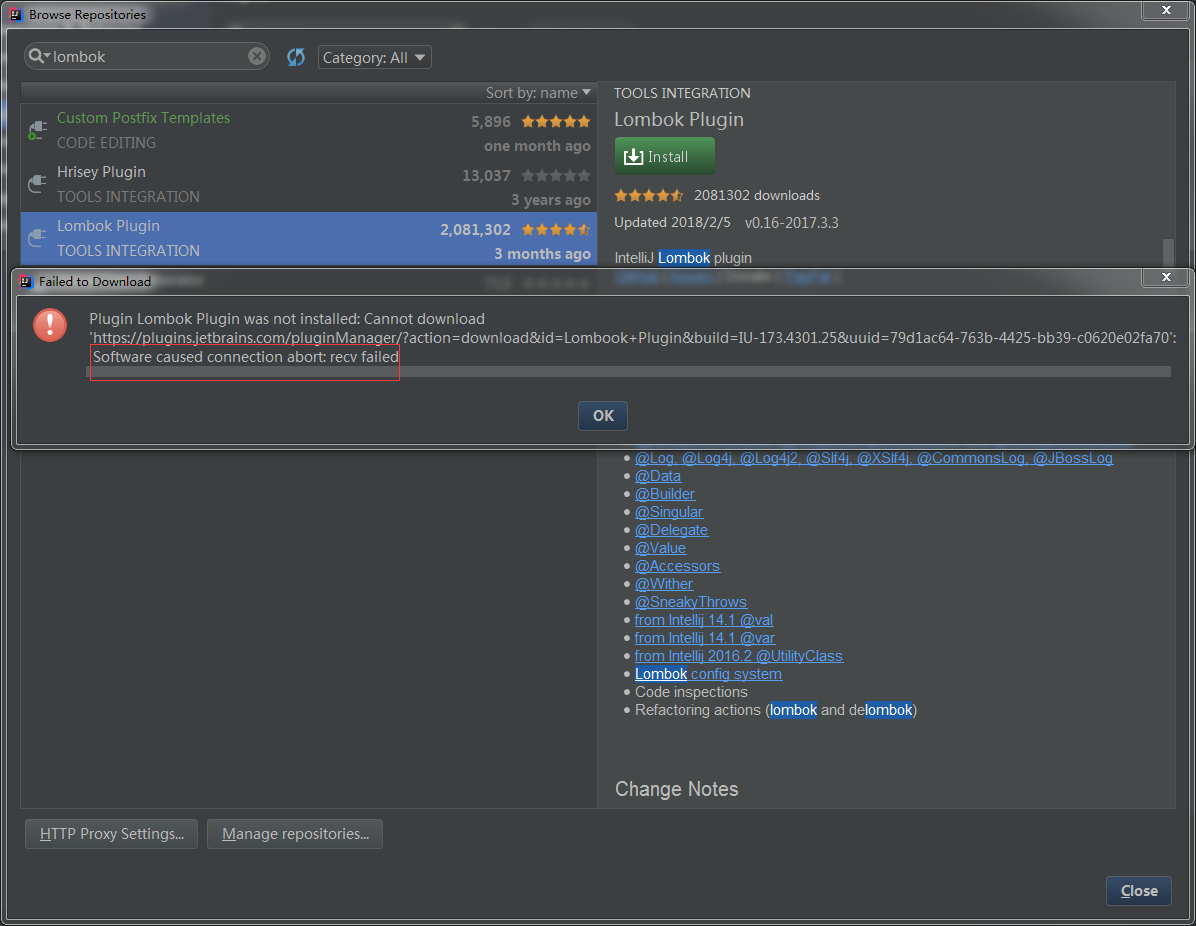 Browse Repositories
lombok
Category: All
Sort by: name
Custom Postfix Templates
5,896
CODE EDITING
one month ago
Hrisey Plugin
13,037
TOOLS INTEGRATION
3 years ago
Lombok Plugin
2,081,302
TOOLS INTEGRATION
3 months ago
TOOLS INTEGRATION
Lombok Plugin
Install
2081302 downloads
Updated 2018/2/5 v0.16-2017.3.3
IntelliJ Lombok plugin
Failed to Download
Plugin Lombok Plugin was not installed: Cannot download
'https://plugins.jetbrains.com/pluginManager/?action=download&id=Lombook+Plugin&build=IU-173.4301.25&uuid=79d1ac64-763b-4425-bb39-c0620e02fa70':
Software caused connection abort: recv failed
OK
@Log, @Log4j, @Log4j2, @Slf4j, @XSlf4j, @CommonsLog, @JBossLog
@Data
@Builder
@Singular
@Delegate
@Value
@Accessors
@Wither
@SneakyThrows
from Intellij 14.1 @val
from Intellij 14.1 @var
from Intellij 2016.2 @UtilityClass
Lombok config system
Code inspections
Refactoring actions (lombok and delombok)
Change Notes
HTTP Proxy Settings...
Manage repositories...
Close